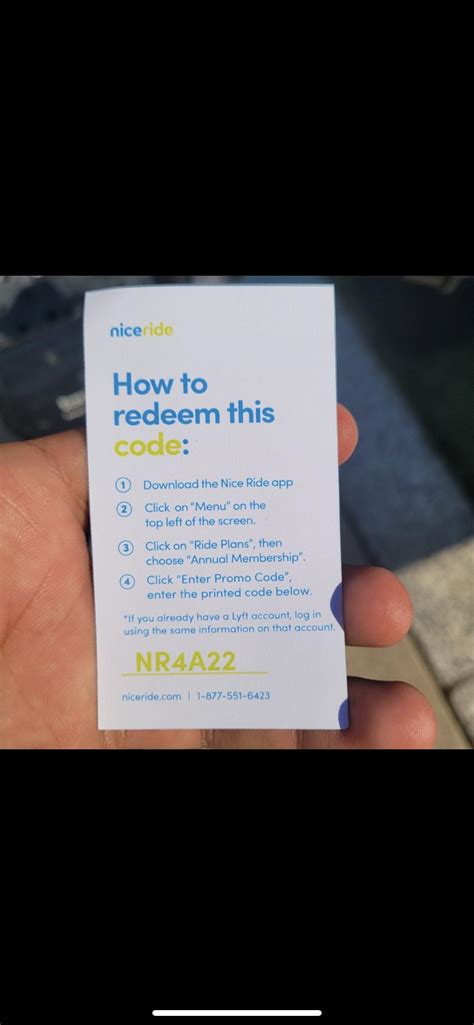 niceride
How to
redeem this
code:
1 Download the Nice Ride app
2 Click on "Menu" on the
top left of the screen.
3 Click on "Ride Plans", then
choose "Annual Membership".
4 Click "Enter Promo Code",
enter the printed code below.
*If you already have a Lyft account, log in
using the same information on that account.
NR4A22
niceride.com | 1-877-551-6423